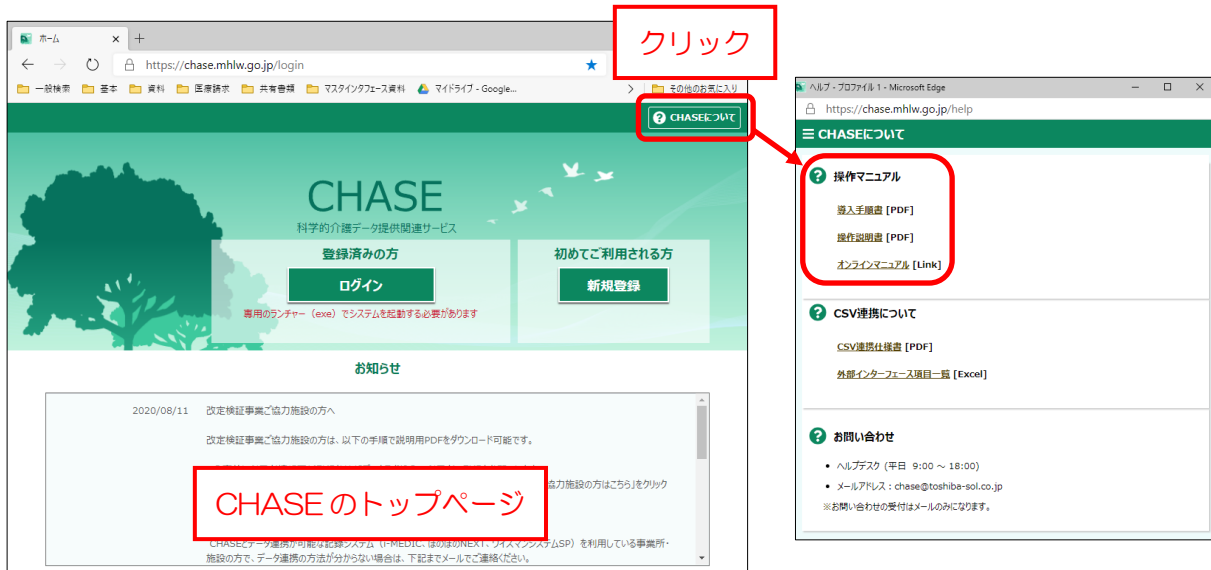 ホーム
https://chase.mhlw.go.jp/login
一般検索 基本 資料 医療請求 共有書類 マスタインタフェース資料 マイドライブ - Google... その他のお気に入り
クリック
CHASEについて
CHASE
科学的介護データ提供関連サービス
登録済みの方
ログイン
専用のランチャー（exe）でシステムを起動する必要があります
初めてご利用される方
新規登録
お知らせ
2020/08/11 改定検証事業ご協力施設の方へ
改定検証事業ご協力施設の方は、以下の手順で説明用PDFをダウンロード可能です。
協力施設の方はこちら」をクリック
CHASE のトップページ
CHASEとデータ連携が可能な記録システム（I-MEDIC、ほのぼのNEXT、ワイズマンシステムSP）を利用している事業所・
施設の方で、データ連携の方法が分からない場合は、下記までメールでご連絡ください。
ヘルプ - プロファイル 1 - Microsoft Edge
https://chase.mhlw.go.jp/help
CHASEについて
操作マニュアル
導入手順書 [PDF]
操作説明書 [PDF]
オンラインマニュアル [Link]
CSV連携について
CSV連携仕様書 [PDF]
外部インターフェース項目一覧 [Excel]
お問い合わせ
• ヘルプデスク (平日 9:00 ～ 18:00)
• メールアドレス : chase@toshiba-sol.co.jp
※お問い合わせの受付はメールのみになります。